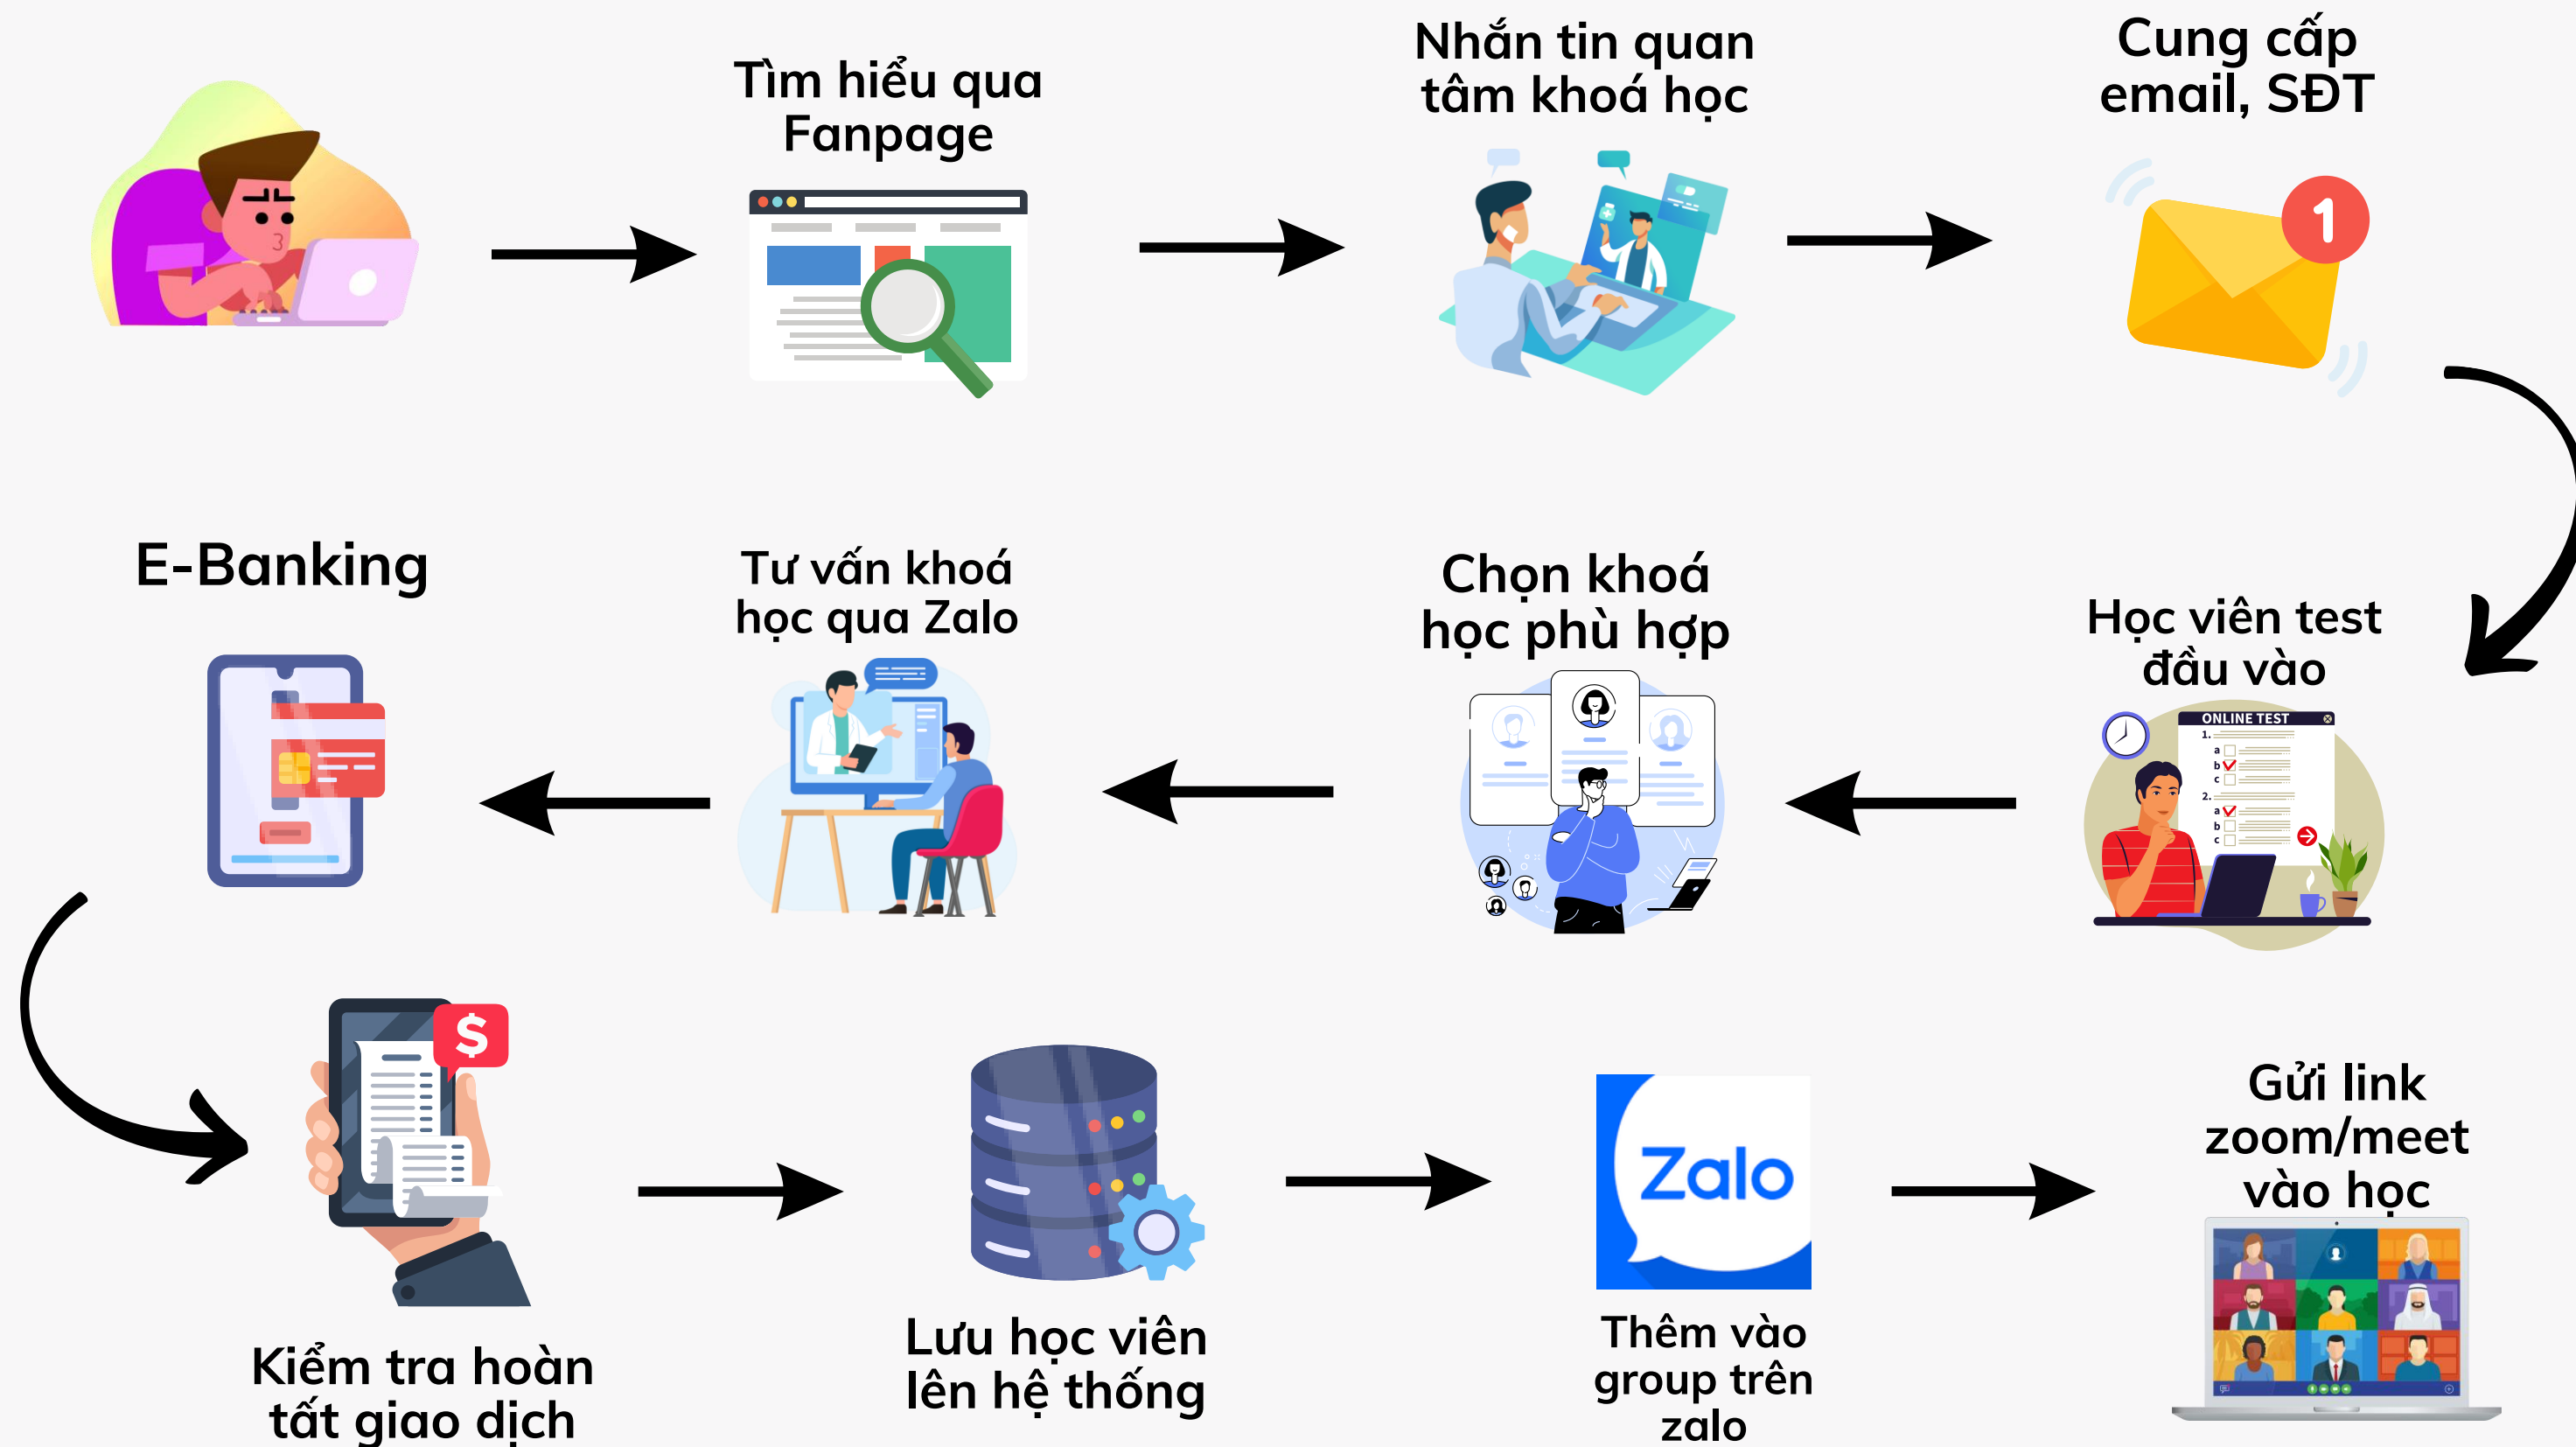 Tìm hiểu qua
Fanpage
Nhắn tin quan
tâm khoá học
Cung cấp
email, SĐT
1
Học viên test
đầu vào
ONLINE TEST
1.
a
b
c
2.
a
b
c
Chọn khoá
học phù hợp
Tư vấn khoá
học qua Zalo
E-Banking
$
Kiểm tra hoàn
tất giao dịch
Lưu học viên
lên hệ thống
Zalo
Thêm vào
group trên
zalo
Gửi link
zoom/meet
vào học